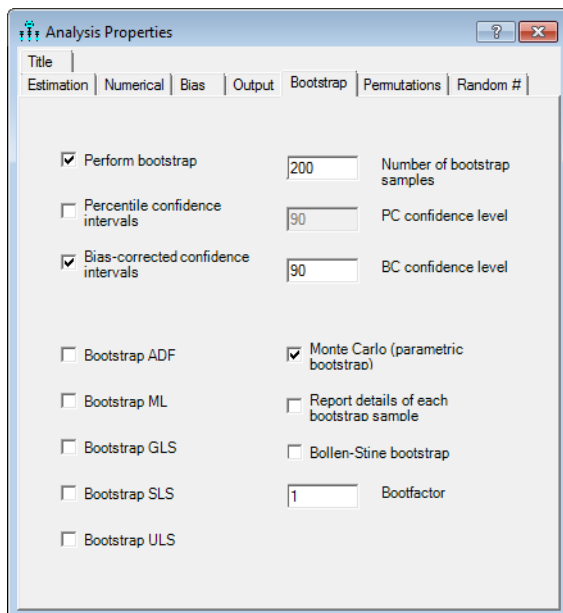 Analysis Properties
?
Title
Estimation Numerical Bias Output Bootstrap Permutations Random #
Perform bootstrap
200
Number of bootstrap
samples
Percentile confidence
intervals
90
PC confidence level
Bias-corrected confidence
intervals
90
BC confidence level
Bootstrap ADF
Monte Carlo (parametric
bootstrap)
Bootstrap ML
Report details of each
bootstrap sample
Bootstrap GLS
Bollen-Stine bootstrap
Bootstrap SLS
1
Bootfactor
Bootstrap ULS